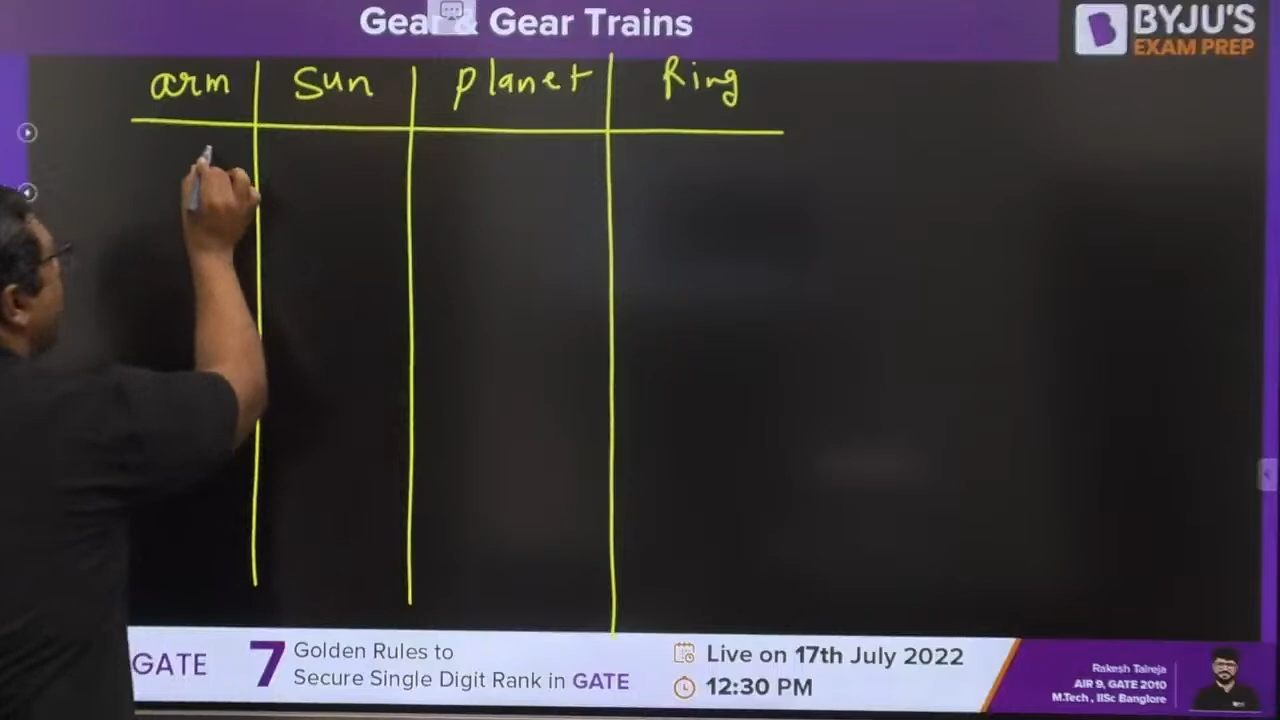 Gear & Gear Trains
BYJU'S
EXAM PREP
arm Sun planet Ring
GATE 7 Golden Rules to
Secure Single Digit Rank in GATE
Live on 17th July 2022
12:30 PM
Rakesh Talreja
AIR 9, GATE 2010
M.Tech, IISc Banglore